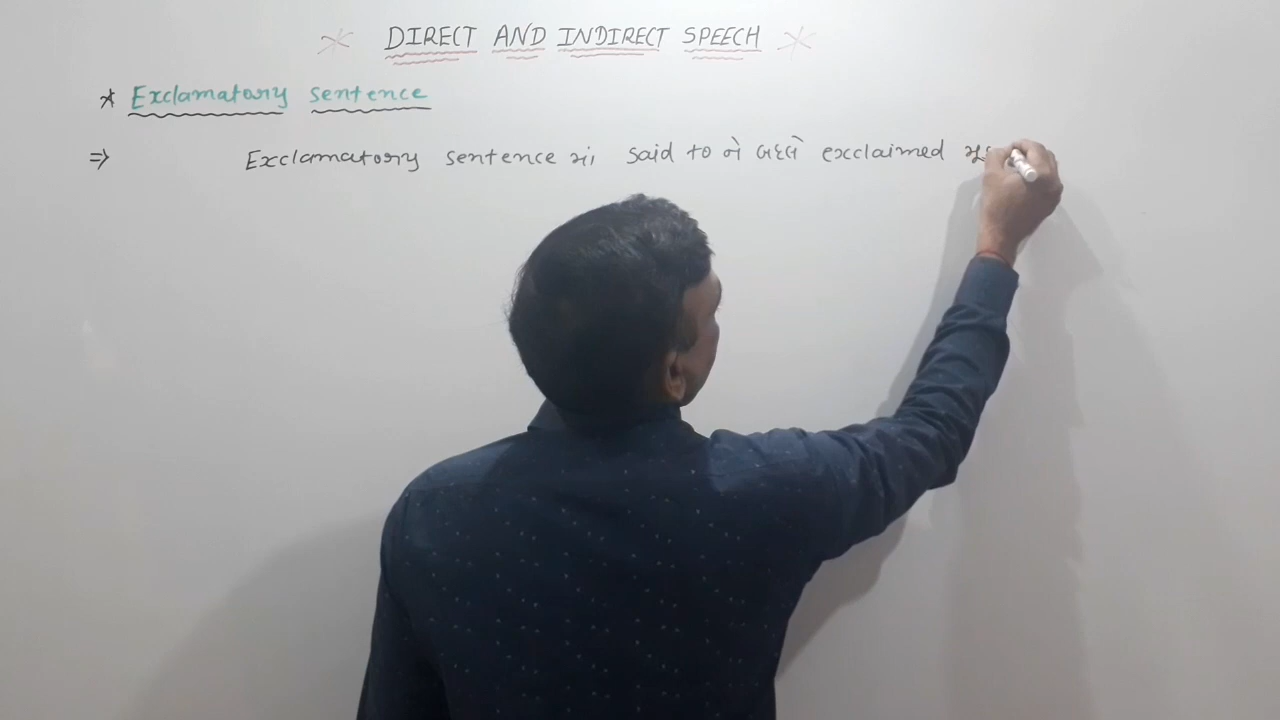 DIRECT AND INDIRECT SPEECH
* Exclamatory sentence
⇒ Exclamatory sentence માં, said to ને બદલે exclaimed